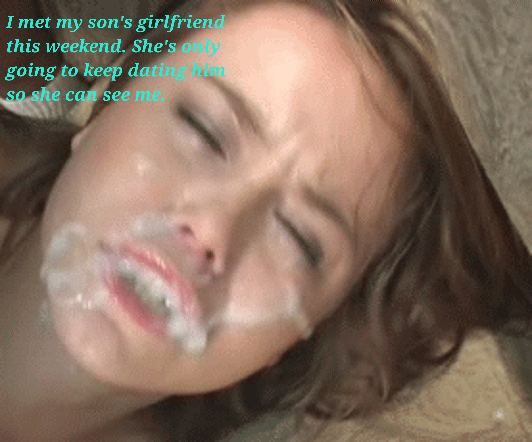 I met my son's girlfriend
this weekend. She's only
going to keep dating him
so she can see me.